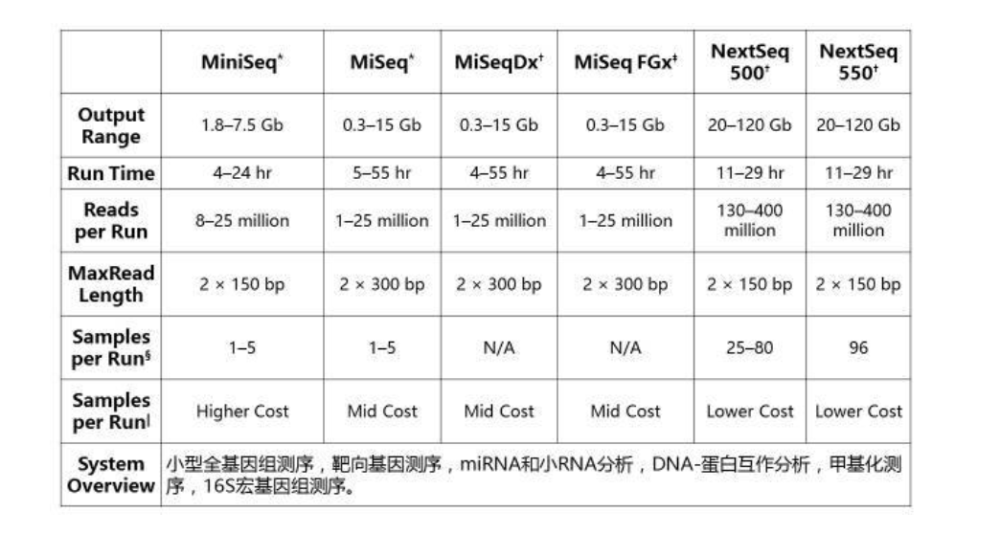 MiniSeq* MiSeq* MiSeqDx† MiSeq FGx‡ NextSeq 500† NextSeq 550†
Output Range 1.8–7.5 Gb 0.3–15 Gb 0.3–15 Gb 0.3–15 Gb 20–120 Gb 20–120 Gb
Run Time 4–24 hr 5–55 hr 4–55 hr 4–55 hr 11–29 hr 11–29 hr
Reads per Run 8–25 million 1–25 million 1–25 million 1–25 million 130–400 million 130–400 million
MaxRead Length 2 × 150 bp 2 × 300 bp 2 × 300 bp 2 × 300 bp 2 × 150 bp 2 × 150 bp
Samples per Run§ 1–5 1–5 N/A N/A 25–80 96
Samples per Run| Higher Cost Mid Cost Mid Cost Mid Cost Lower Cost Lower Cost
System Overview 小型全基因组测序，靶向基因测序，miRNA和小RNA分析，DNA-蛋白互作分析，甲基化测
序，16S宏基因组测序。